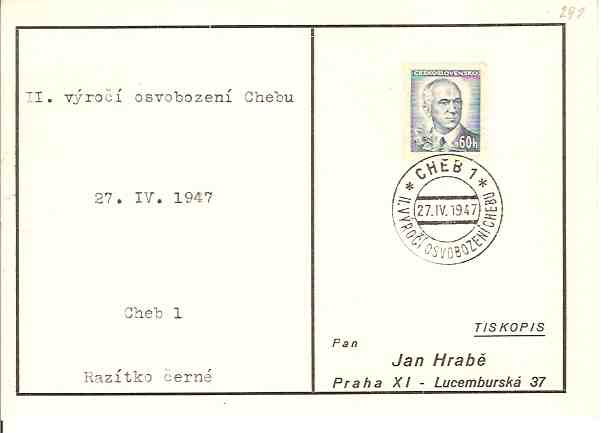 297
II. výročí osvobození Chebu
27. IV. 1947
Cheb 1
Razítko černé
ČESKOSLOVENSKO
60h
* CHEB 1 *
27.IV.1947
II. VÝROČÍ OSVOBOZENÍ CHEBU
TISKOPIS
Pan
Jan Hrabě
Praha XI - Lucemburská 37